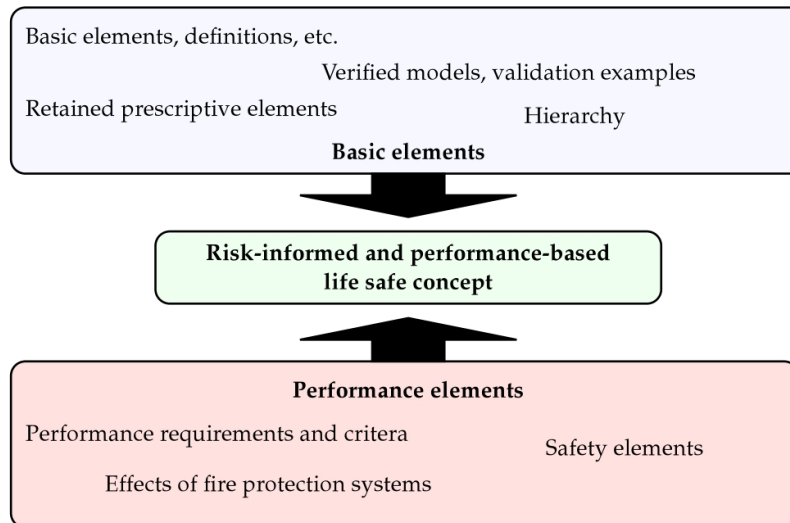 Basic elements, definitions, etc.
Verified models, validation examples
Retained prescriptive elements
Hierarchy
Basic elements
Risk-informed and performance-based
life safe concept
Performance elements
Performance requirements and critera
Safety elements
Effects of fire protection systems